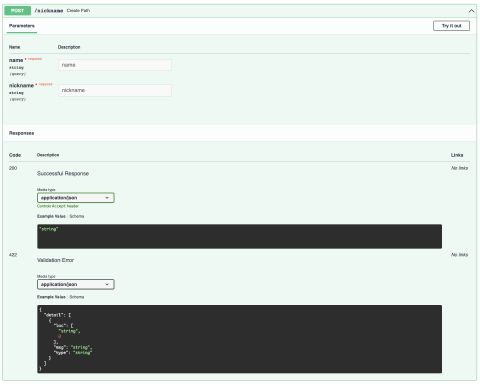 POST /nickname Create Path
Parameters
Try it out
Name Description
name * required
string
(query)
name
nickname * required
string
(query)
nickname
Responses
Code Description Links
200
Successful Response
No links
Media type
application/json
Controls Accept header.
Example Value Schema
"string"
422
Validation Error
No links
Media type
application/json
Example Value Schema
{
"detail": [
{
"loc": [
"string",
0
],
"msg": "string",
"type": "string"
}
]
}